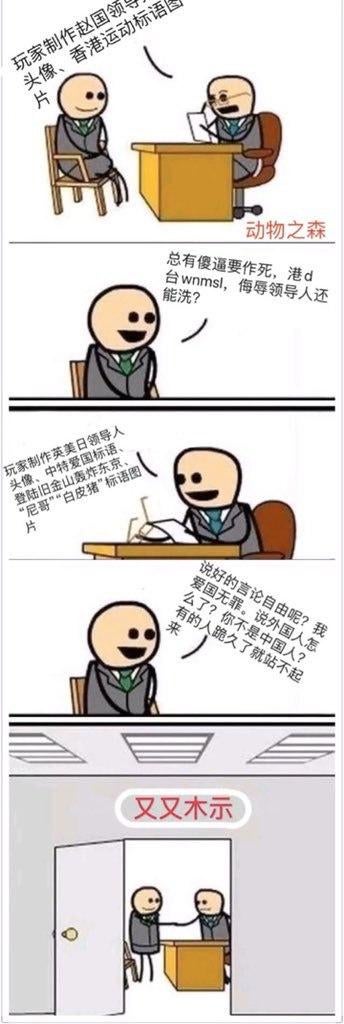 玩家制作赵国领导
头像、香港运动标语图
片
动物之森
总有傻逼要作死，港d
台wnmsl，侮辱领导人还
能洗？
玩家制作英美日领导人
头像、中特爱国标语、
登陆旧金山轰炸东京、
“尼哥”“白皮猪”标语图
片
说好的言论自由呢？我
爱国无罪。说外国人怎
么了？你不是中国人？
有的人跪久了就站不起
来
又又木示